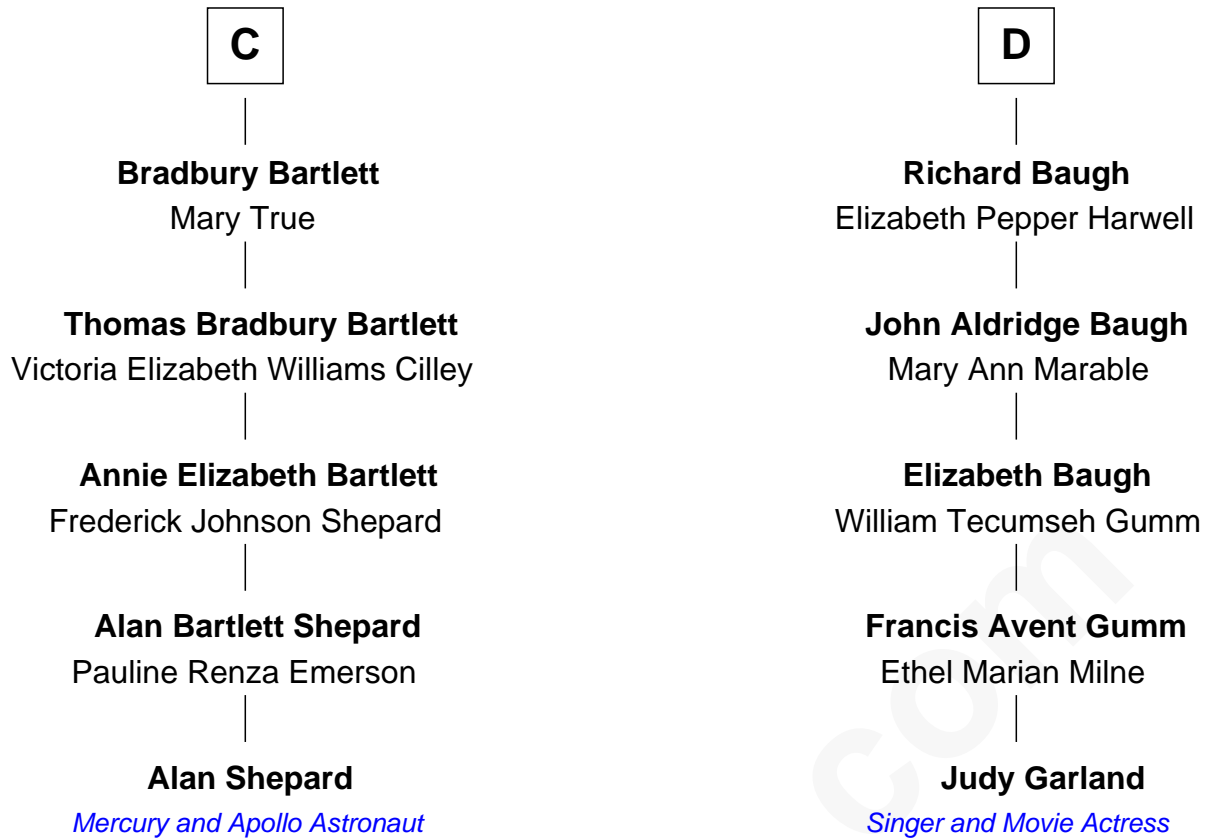 C
Bradbury Bartlett
Mary True
Thomas Bradbury Bartlett
Victoria Elizabeth Williams Cilley
Annie Elizabeth Bartlett
Frederick Johnson Shepard
Alan Bartlett Shepard
Pauline Renza Emerson
Alan Shepard
Mercury and Apollo Astronaut
D
Richard Baugh
Elizabeth Pepper Harwell
John Aldridge Baugh
Mary Ann Marable
Elizabeth Baugh
William Tecumseh Gumm
Francis Avent Gumm
Ethel Marian Milne
Judy Garland
Singer and Movie Actress
com